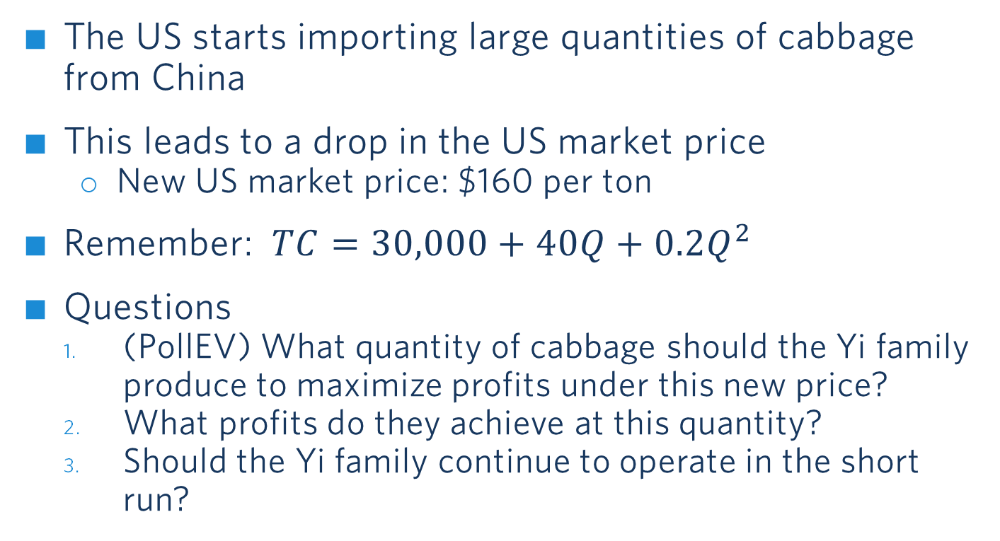 ■ The US starts importing large quantities of cabbage
from China
■ This leads to a drop in the US market price
○ New US market price: $160 per ton
■ Remember: TC = 30,000 + 40Q + 0.2Q²
■ Questions
1. (PollEV) What quantity of cabbage should the Yi family
produce to maximize profits under this new price?
2. What profits do they achieve at this quantity?
3. Should the Yi family continue to operate in the short
run?